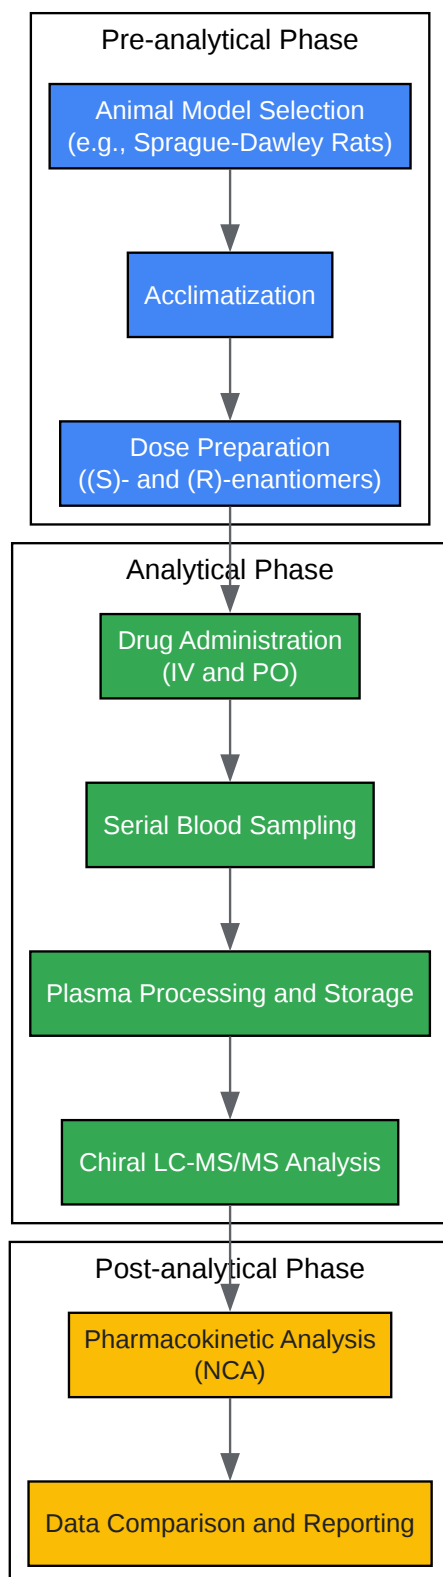 Pre-analytical Phase
Animal Model Selection
(e.g., Sprague-Dawley Rats)
Acclimatization
Dose Preparation
((S)- and (R)-enantiomers)
Analytical Phase
Drug Administration
(IV and PO)
Serial Blood Sampling
Plasma Processing and Storage
Chiral LC-MS/MS Analysis
Post-analytical Phase
Pharmacokinetic Analysis
(NCA)
Data Comparison and Reporting